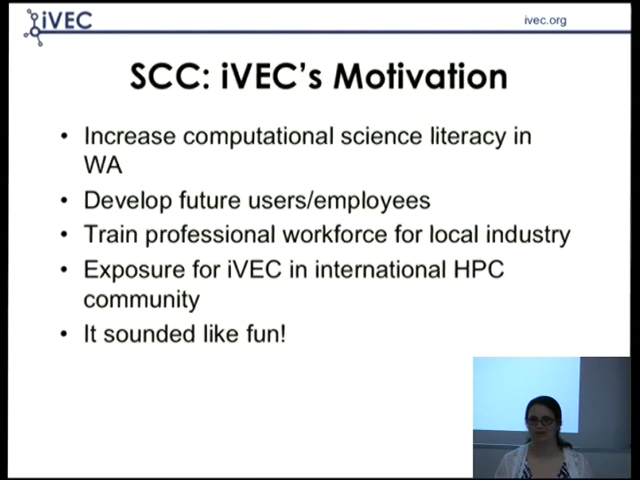 iVEC
ivec.org
SCC: iVEC's Motivation
• Increase computational science literacy in
WA
• Develop future users/employees
• Train professional workforce for local industry
• Exposure for iVEC in international HPC
community
• It sounded like fun!